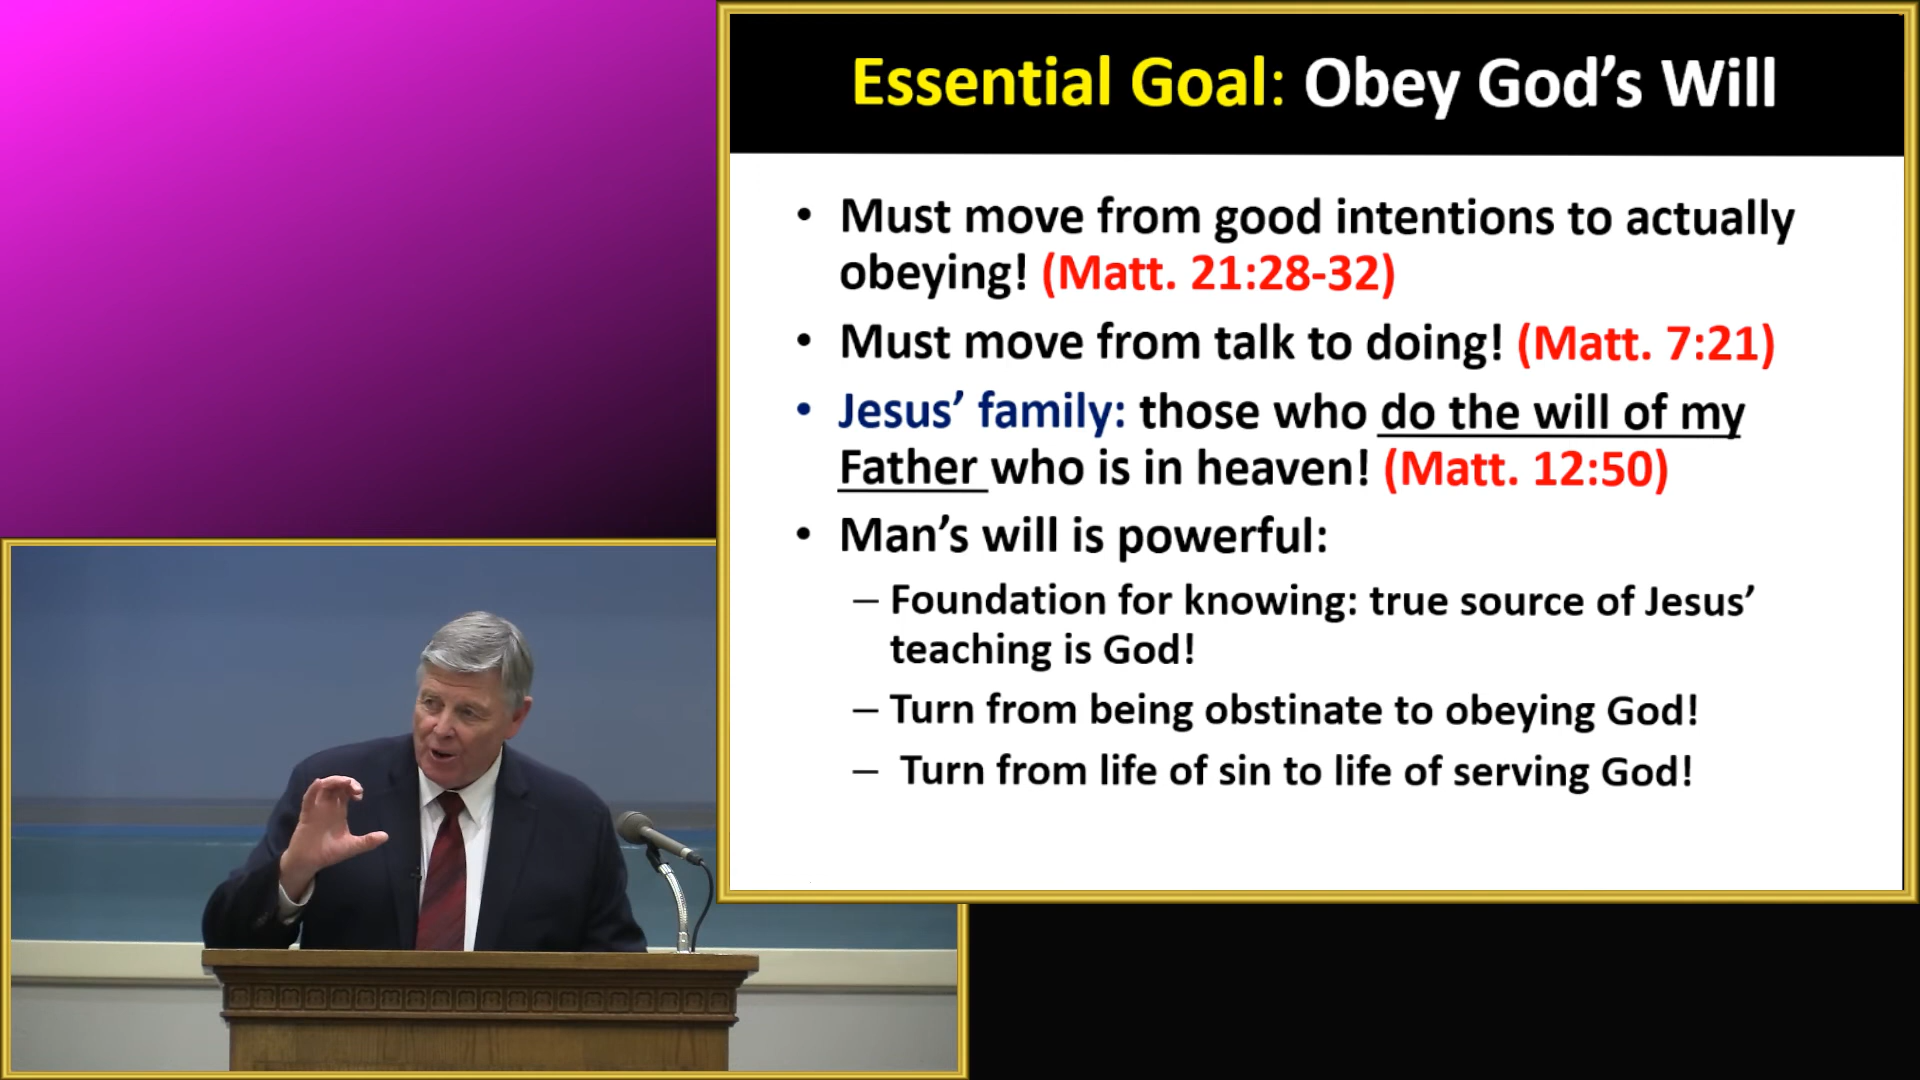 Essential Goal: Obey God’s Will
• Must move from good intentions to actually
obeying! (Matt. 21:28-32)
• Must move from talk to doing! (Matt. 7:21)
• Jesus’ family: those who do the will of my
Father who is in heaven! (Matt. 12:50)
• Man’s will is powerful:
– Foundation for knowing: true source of Jesus’
teaching is God!
– Turn from being obstinate to obeying God!
– Turn from life of sin to life of serving God!